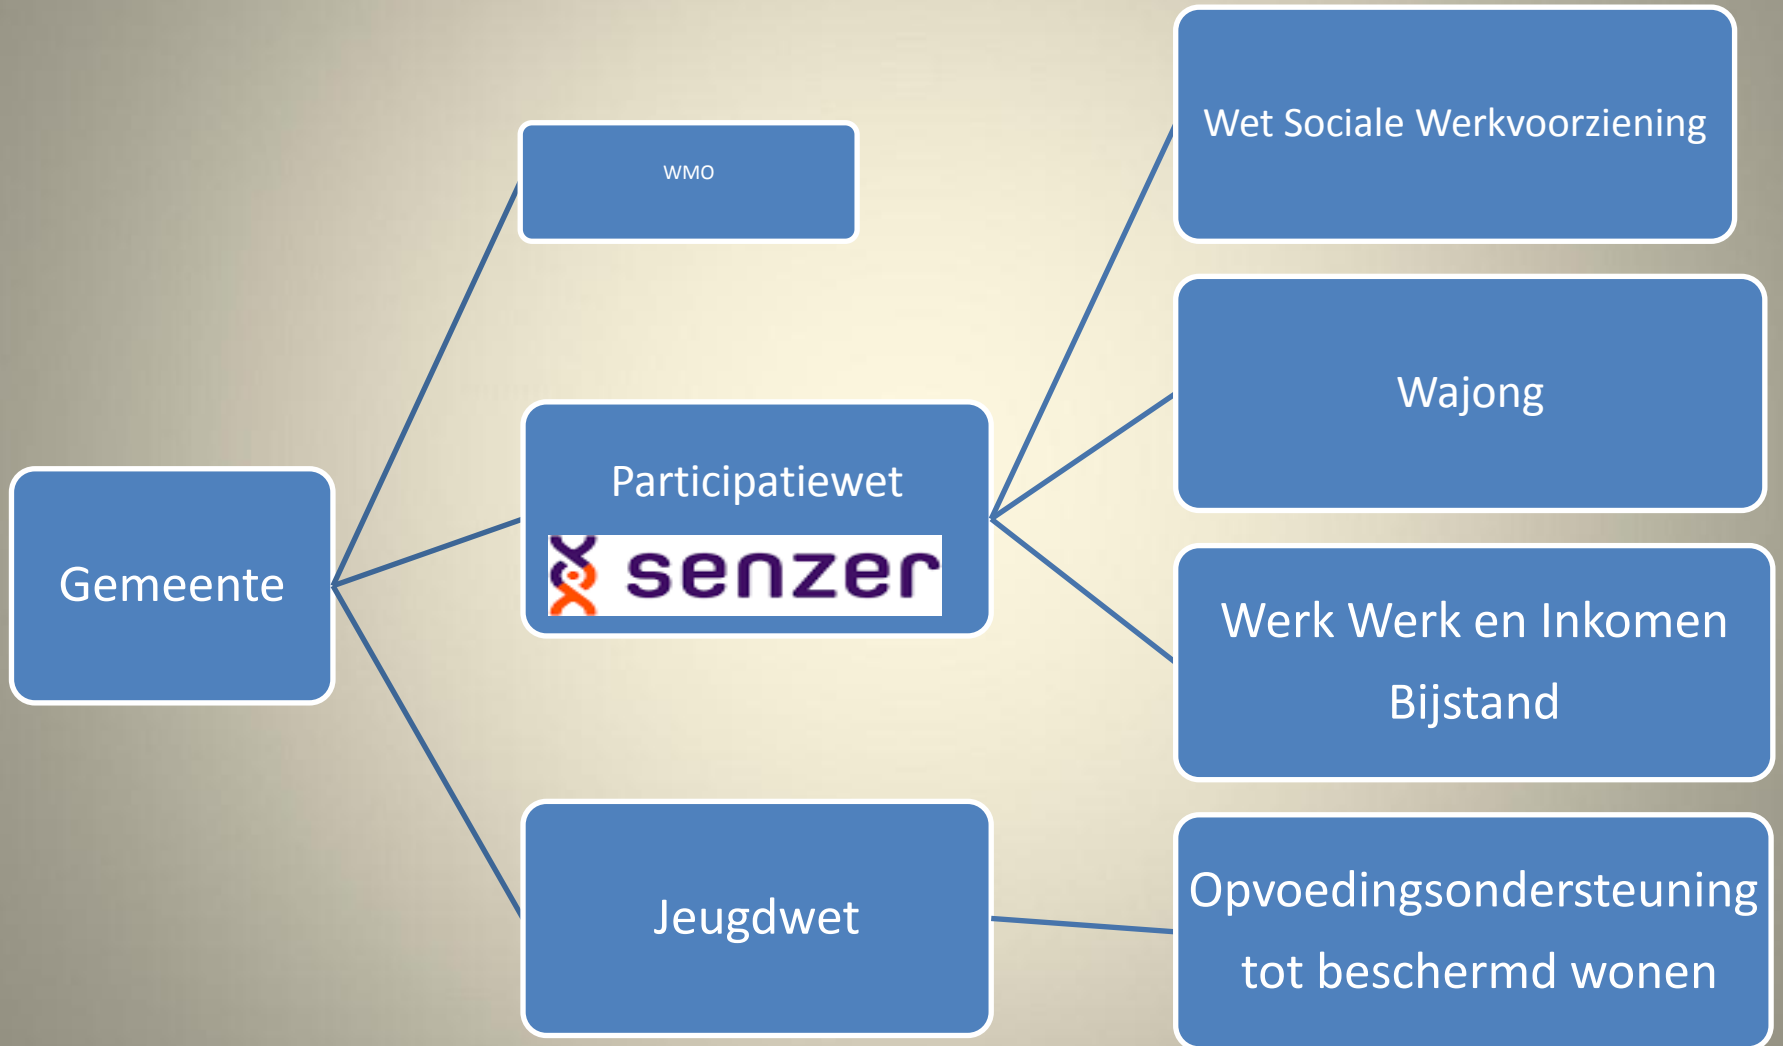 Gemeente
WMO
Participatiewet
senzer
Jeugdwet
Wet Sociale Werkvoorziening
Wajong
Werk Werk en Inkomen
Bijstand
Opvoedingsondersteuning
tot beschermd wonen